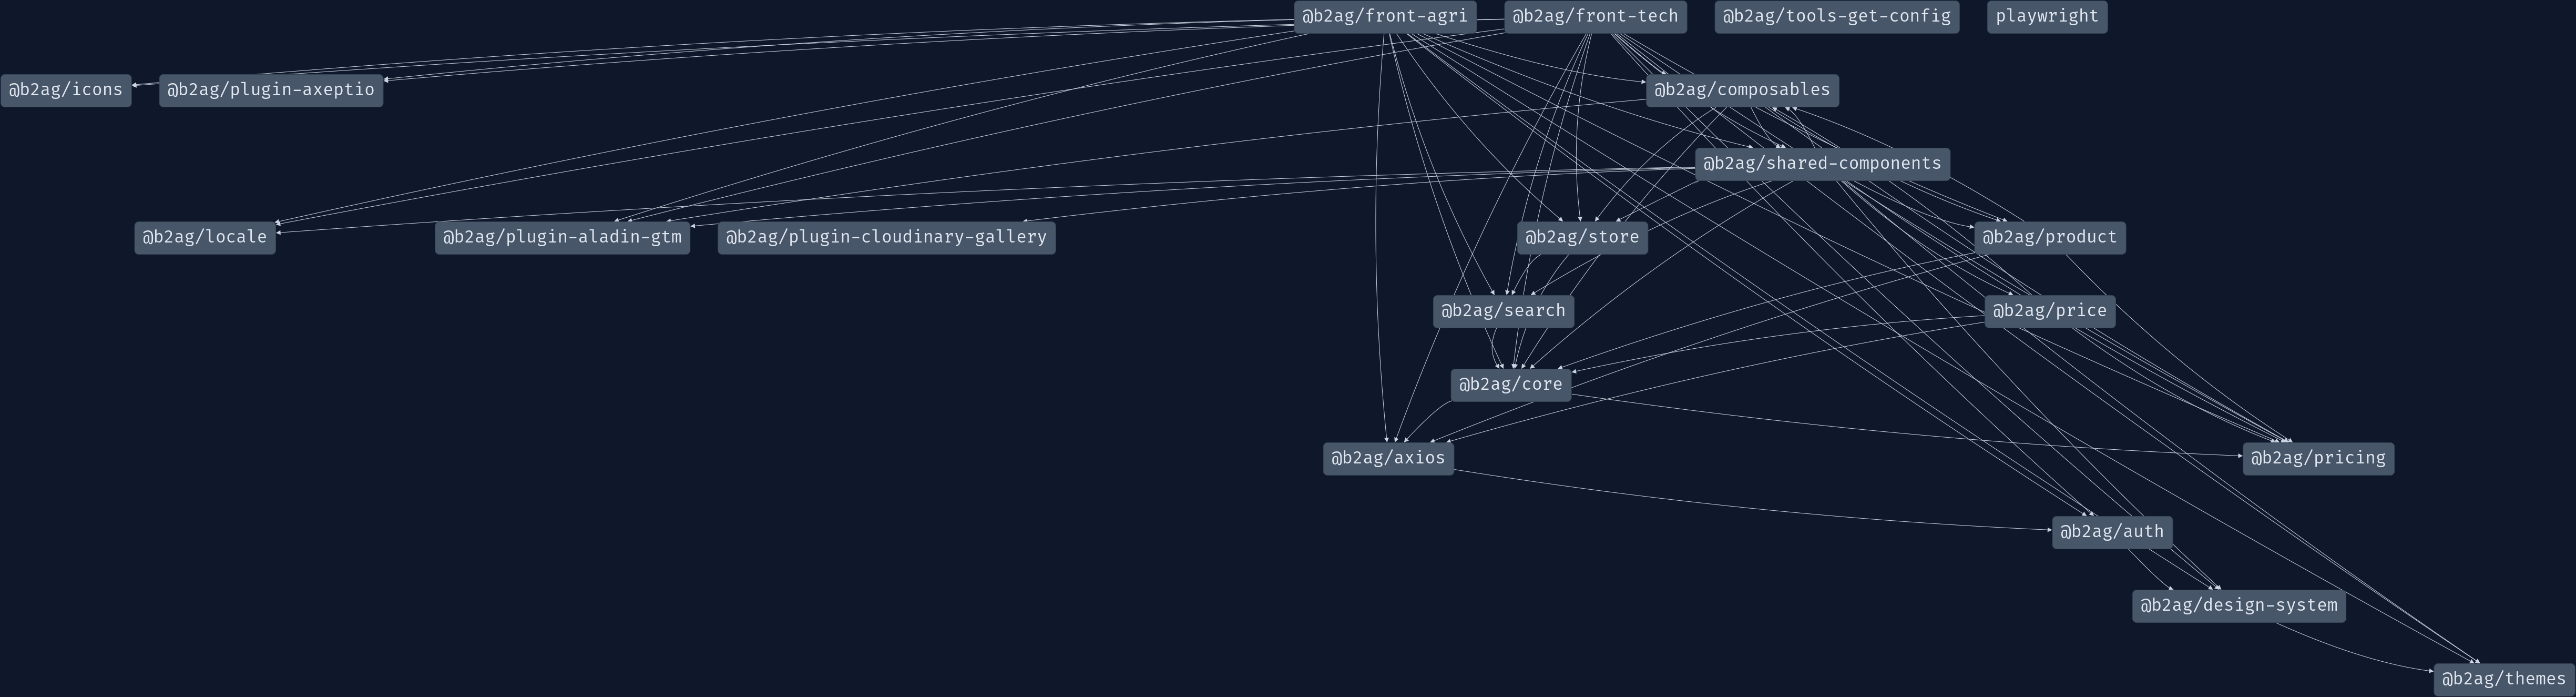 @b2ag/front-agri
@b2ag/front-tech
@b2ag/tools-get-config
playwright
@b2ag/icons
@b2ag/plugin-axeptio
@b2ag/composables
@b2ag/shared-components
@b2ag/locale
@b2ag/plugin-aladin-gtm
@b2ag/plugin-cloudinary-gallery
@b2ag/store
@b2ag/product
@b2ag/search
@b2ag/price
@b2ag/core
@b2ag/axios
@b2ag/pricing
@b2ag/auth
@b2ag/design-system
@b2ag/themes